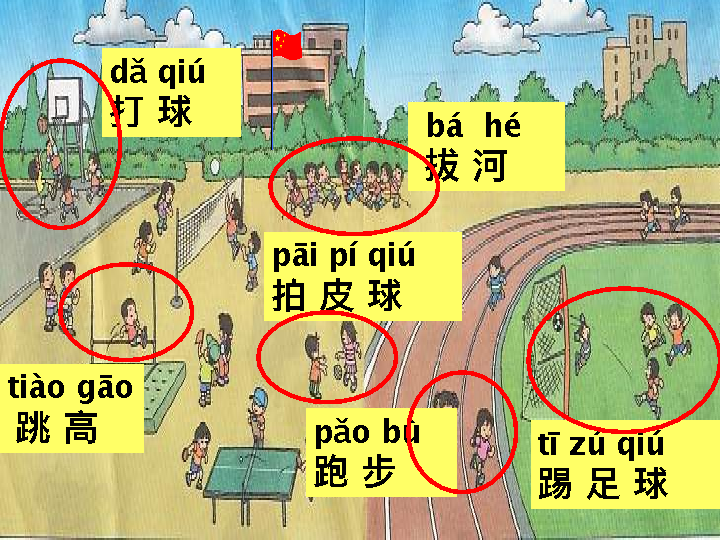 dǎ qiú
打 球
bá hé
拔 河
pāi pí qiú
拍 皮 球
tiào gāo
跳 高
pǎo bù
跑 步
tī zú qiú
踢 足 球